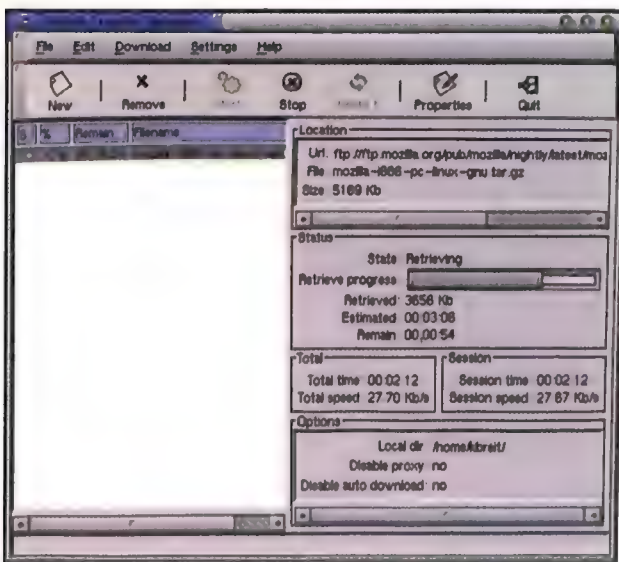 File Edit Download Settings Help
New Remove Stop Properties Quit
S % Remain Filename
Location
Url. ftp://ftp.mozilla.org/pub/mozilla/nightly/latest/moz
File mozilla-i686-pc-linux-gnu tar.gz
Size 5169 Kb
Status
State Retrieving
Retrieve progress
Retrieved: 3656 Kb
Estimated 00:03:06
Remain 00:00:54
Total
Total time 00:02:12
Total speed 27.70 Kb/s
Session
Session time 00:02:12
Session speed 27.67 Kb/s
Options
Local dir /home/kbreit/
Disable proxy no
Disable auto download: no